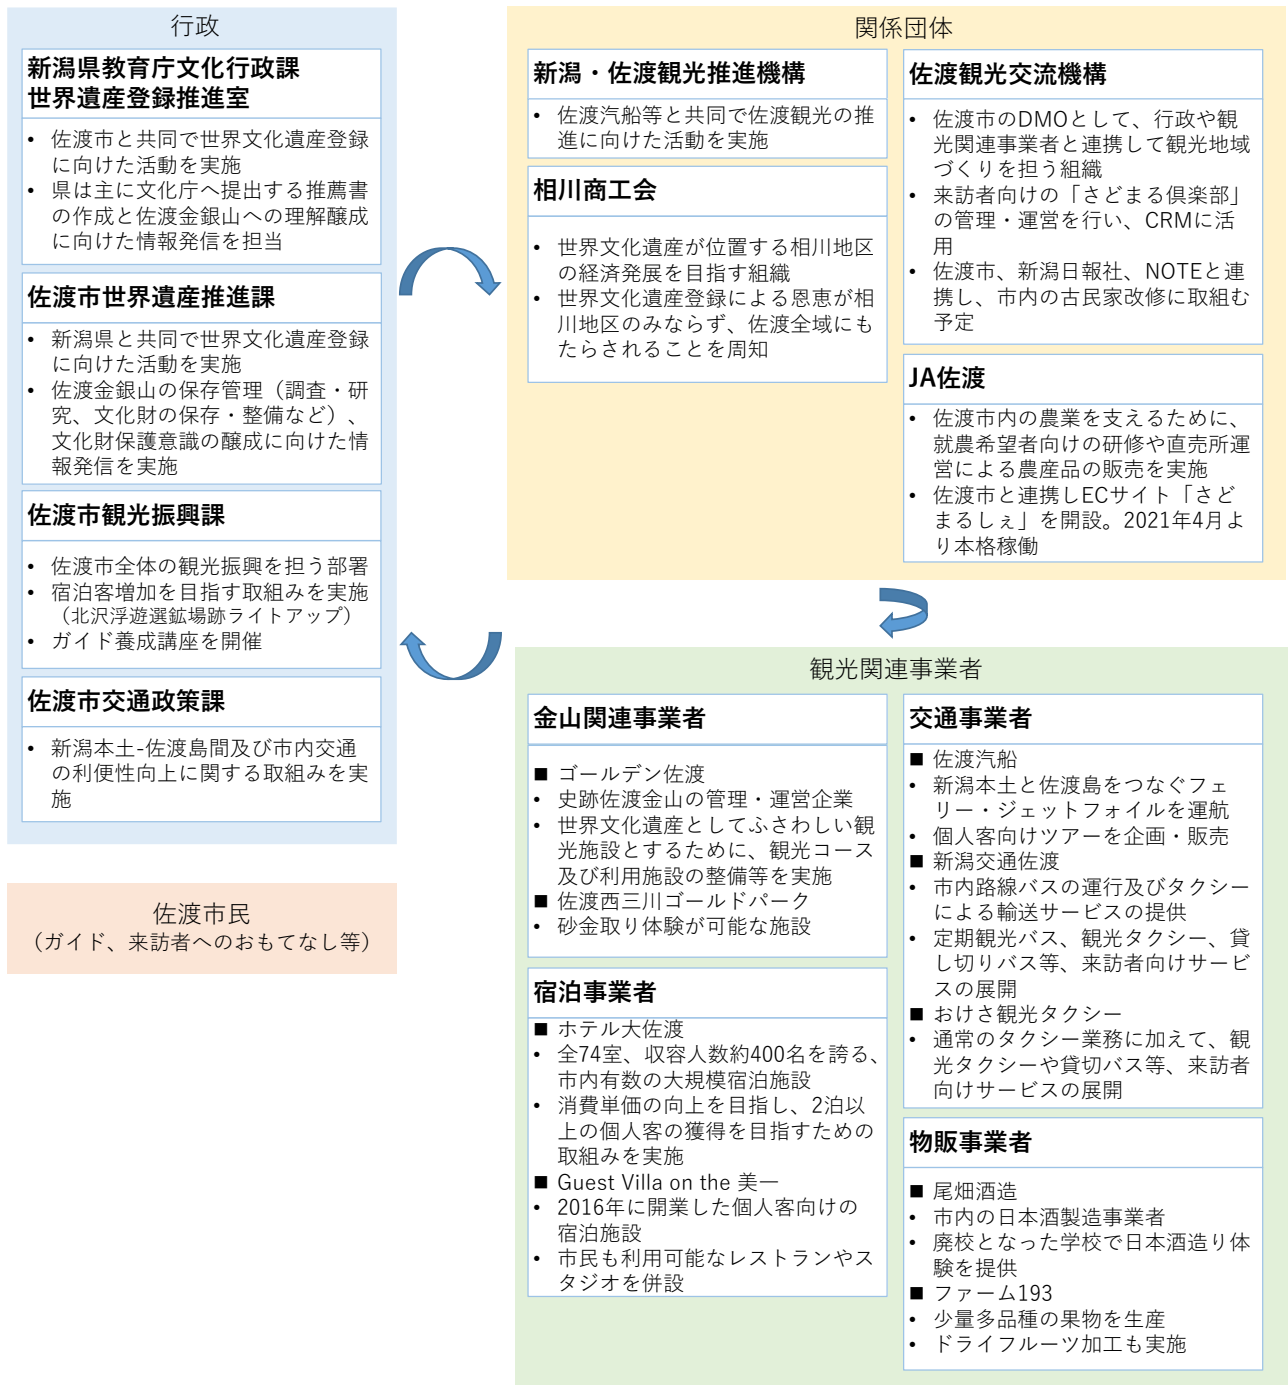 行政
新潟県教育庁文化行政課
世界遺産登録推進室
• 佐渡市と共同で世界文化遺産登録
に向けた活動を実施
• 県は主に文化庁へ提出する推薦書
の作成と佐渡金銀山への理解醸成
に向けた情報発信を担当
佐渡市世界遺産推進課
• 新潟県と共同で世界文化遺産登録
に向けた活動を実施
• 佐渡金銀山の保存管理（調査・研
究、文化財の保存・整備など）、
文化財保護意識の醸成に向けた情
報発信を実施
佐渡市観光振興課
• 佐渡市全体の観光振興を担う部署
• 宿泊客増加を目指す取組みを実施
（北沢浮遊選鉱場跡ライトアップ）
• ガイド養成講座を開催
佐渡市交通政策課
• 新潟本土-佐渡島間及び市内交通
の利便性向上に関する取組みを実
施
佐渡市民
（ガイド、来訪者へのおもてなし等）
関係団体
新潟・佐渡観光推進機構
• 佐渡汽船等と共同で佐渡観光の推
進に向けた活動を実施
相川商工会
• 世界文化遺産が位置する相川地区
の経済発展を目指す組織
• 世界文化遺産登録による恩恵が相
川地区のみならず、佐渡全域にも
たらされることを周知
佐渡観光交流機構
• 佐渡市のDMOとして、行政や観
光関連事業者と連携して観光地域
づくりを担う組織
• 来訪者向けの「さどまる倶楽部」
の管理・運営を行い、CRMに活
用
• 佐渡市、新潟日報社、NOTEと連
携し、市内の古民家改修に取組む
予定
JA佐渡
• 佐渡市内の農業を支えるために、
就農希望者向けの研修や直売所運
営による農産品の販売を実施
• 佐渡市と連携しECサイト「さど
まるしぇ」を開設。2021年4月よ
り本格稼働
観光関連事業者
金山関連事業者
■ ゴールデン佐渡
• 史跡佐渡金山の管理・運営企業
• 世界文化遺産としてふさわしい観
光施設とするために、観光コース
及び利用施設の整備等を実施
■ 佐渡西三川ゴールドパーク
• 砂金取り体験が可能な施設
宿泊事業者
■ ホテル大佐渡
• 全74室、収容人数約400名を誇る、
市内有数の大規模宿泊施設
• 消費単価の向上を目指し、2泊以
上の個人客の獲得を目指すための
取組みを実施
■ Guest Villa on the 美一
• 2016年に開業した個人客向けの
宿泊施設
• 市民も利用可能なレストランやス
タジオを併設
交通事業者
■ 佐渡汽船
• 新潟本土と佐渡島をつなぐフェ
リー・ジェットフォイルを運航
• 個人客向けツアーを企画・販売
■ 新潟交通佐渡
• 市内路線バスの運行及びタクシー
による輸送サービスの提供
• 定期観光バス、観光タクシー、貸
し切りバス等、来訪者向けサービ
スの展開
■ おけさ観光タクシー
• 通常のタクシー業務に加えて、観
光タクシーや貸切バス等、来訪者
向けサービスの展開
物販事業者
■ 尾畑酒造
• 市内の日本酒製造事業者
• 廃校となった学校で日本酒造り体
験を提供
■ ファーム193
• 少量多品種の果物を生産
• ドライフルーツ加工も実施